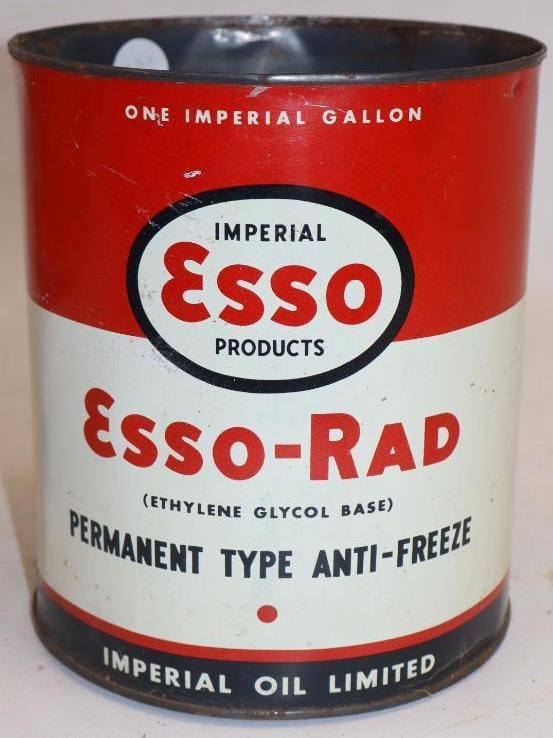 ONE IMPERIAL GALLON
IMPERIAL
ESSO
PRODUCTS
ESSO-RAD
(ETHYLENE GLYCOL BASE)
PERMANENT TYPE ANTI-FREEZE
IMPERIAL OIL LIMITED